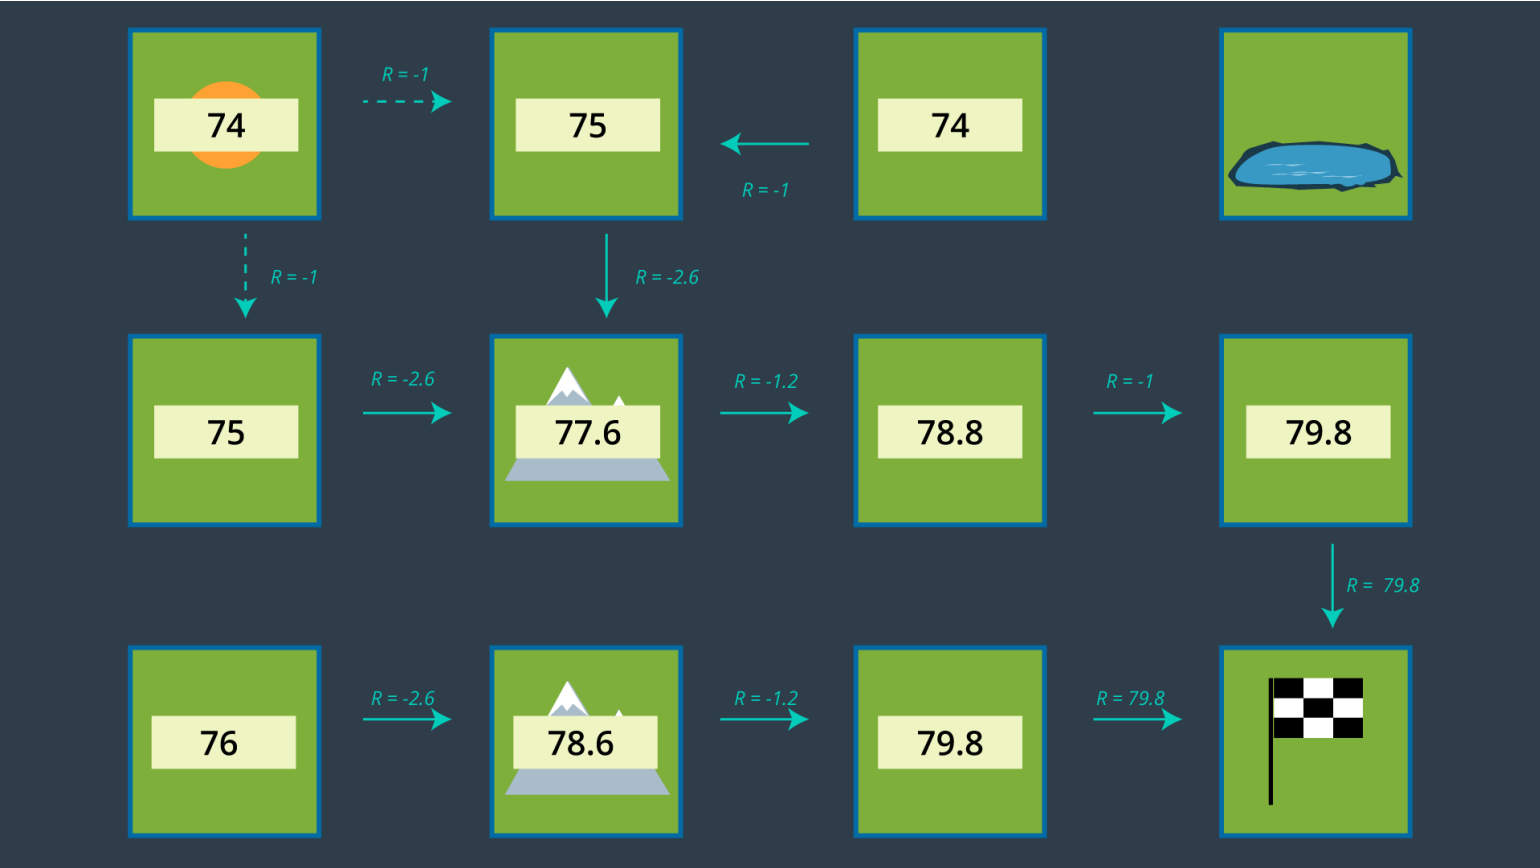 R = -1
74
75
74
R = -1
R = -1
R = -2.6
R = -2.6
R = -1.2
R = -1
75
77.6
78.8
79.8
R =  79.8
R = -2.6
R = -1.2
R = 79.8
76
78.6
79.8